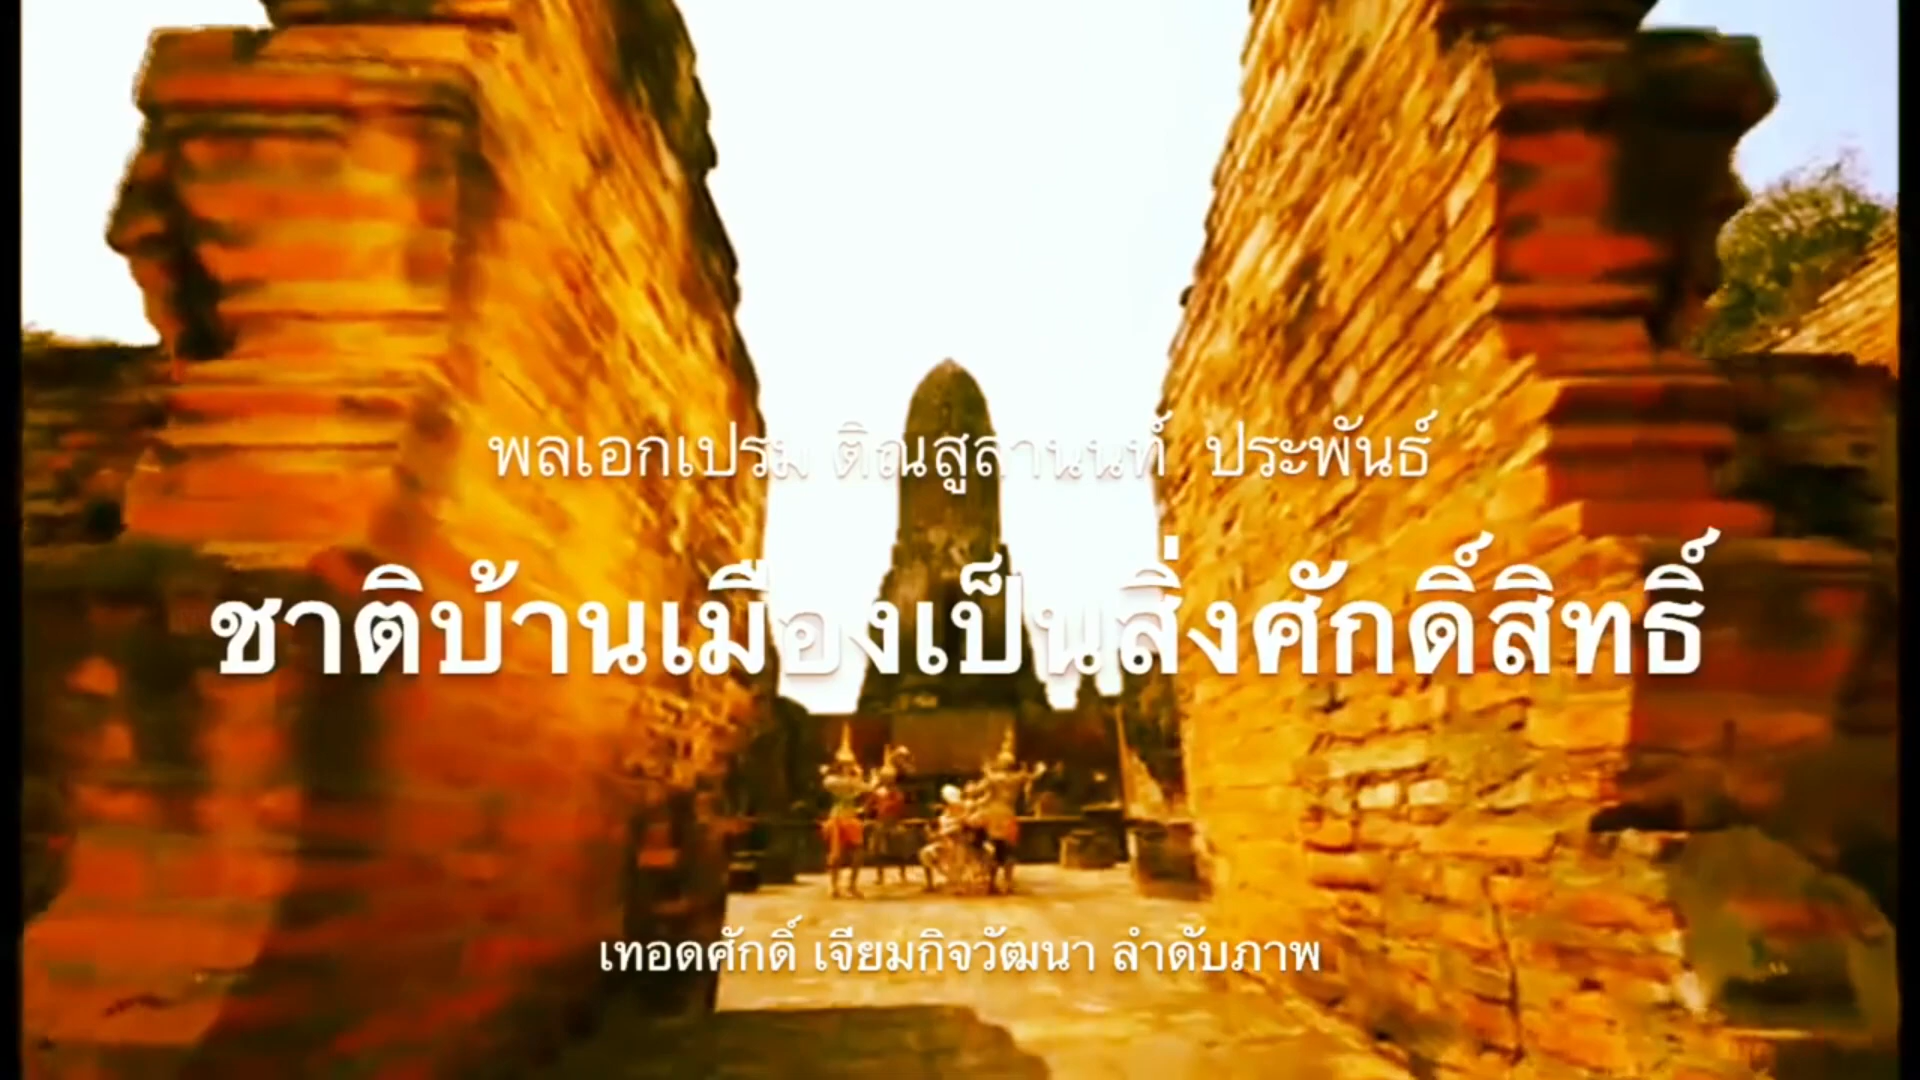 พลเอกเปรม ติณสูลานนท์ ประพันธ์
ชาติบ้านเมืองเป็นสิ่งศักดิ์สิทธิ์
เทอดศักดิ์ เจียมกิจวัฒนา ลำดับภาพ